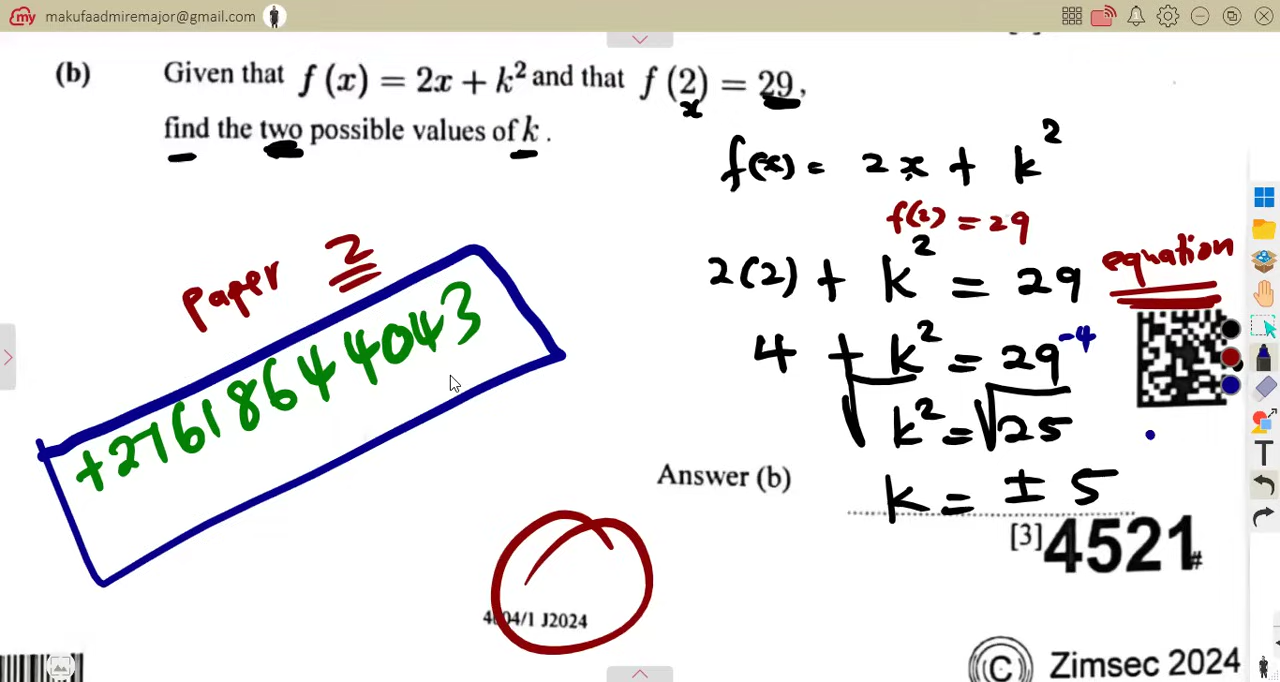 my makufaadmiremajor@gmail.com
(b) Given that f (x) = 2x + k² and that f (2) = 29,
x
find the two possible values of k .
f(x) = 2x + k²
f(2) = 29
2(2) + k² = 29
equation
4 + k² = 29 -4
√k² = √25
Paper 2
+27618644043
Answer (b) k = ± 5
[3]
4521#
/1 J2024
© Zimsec 2024
T